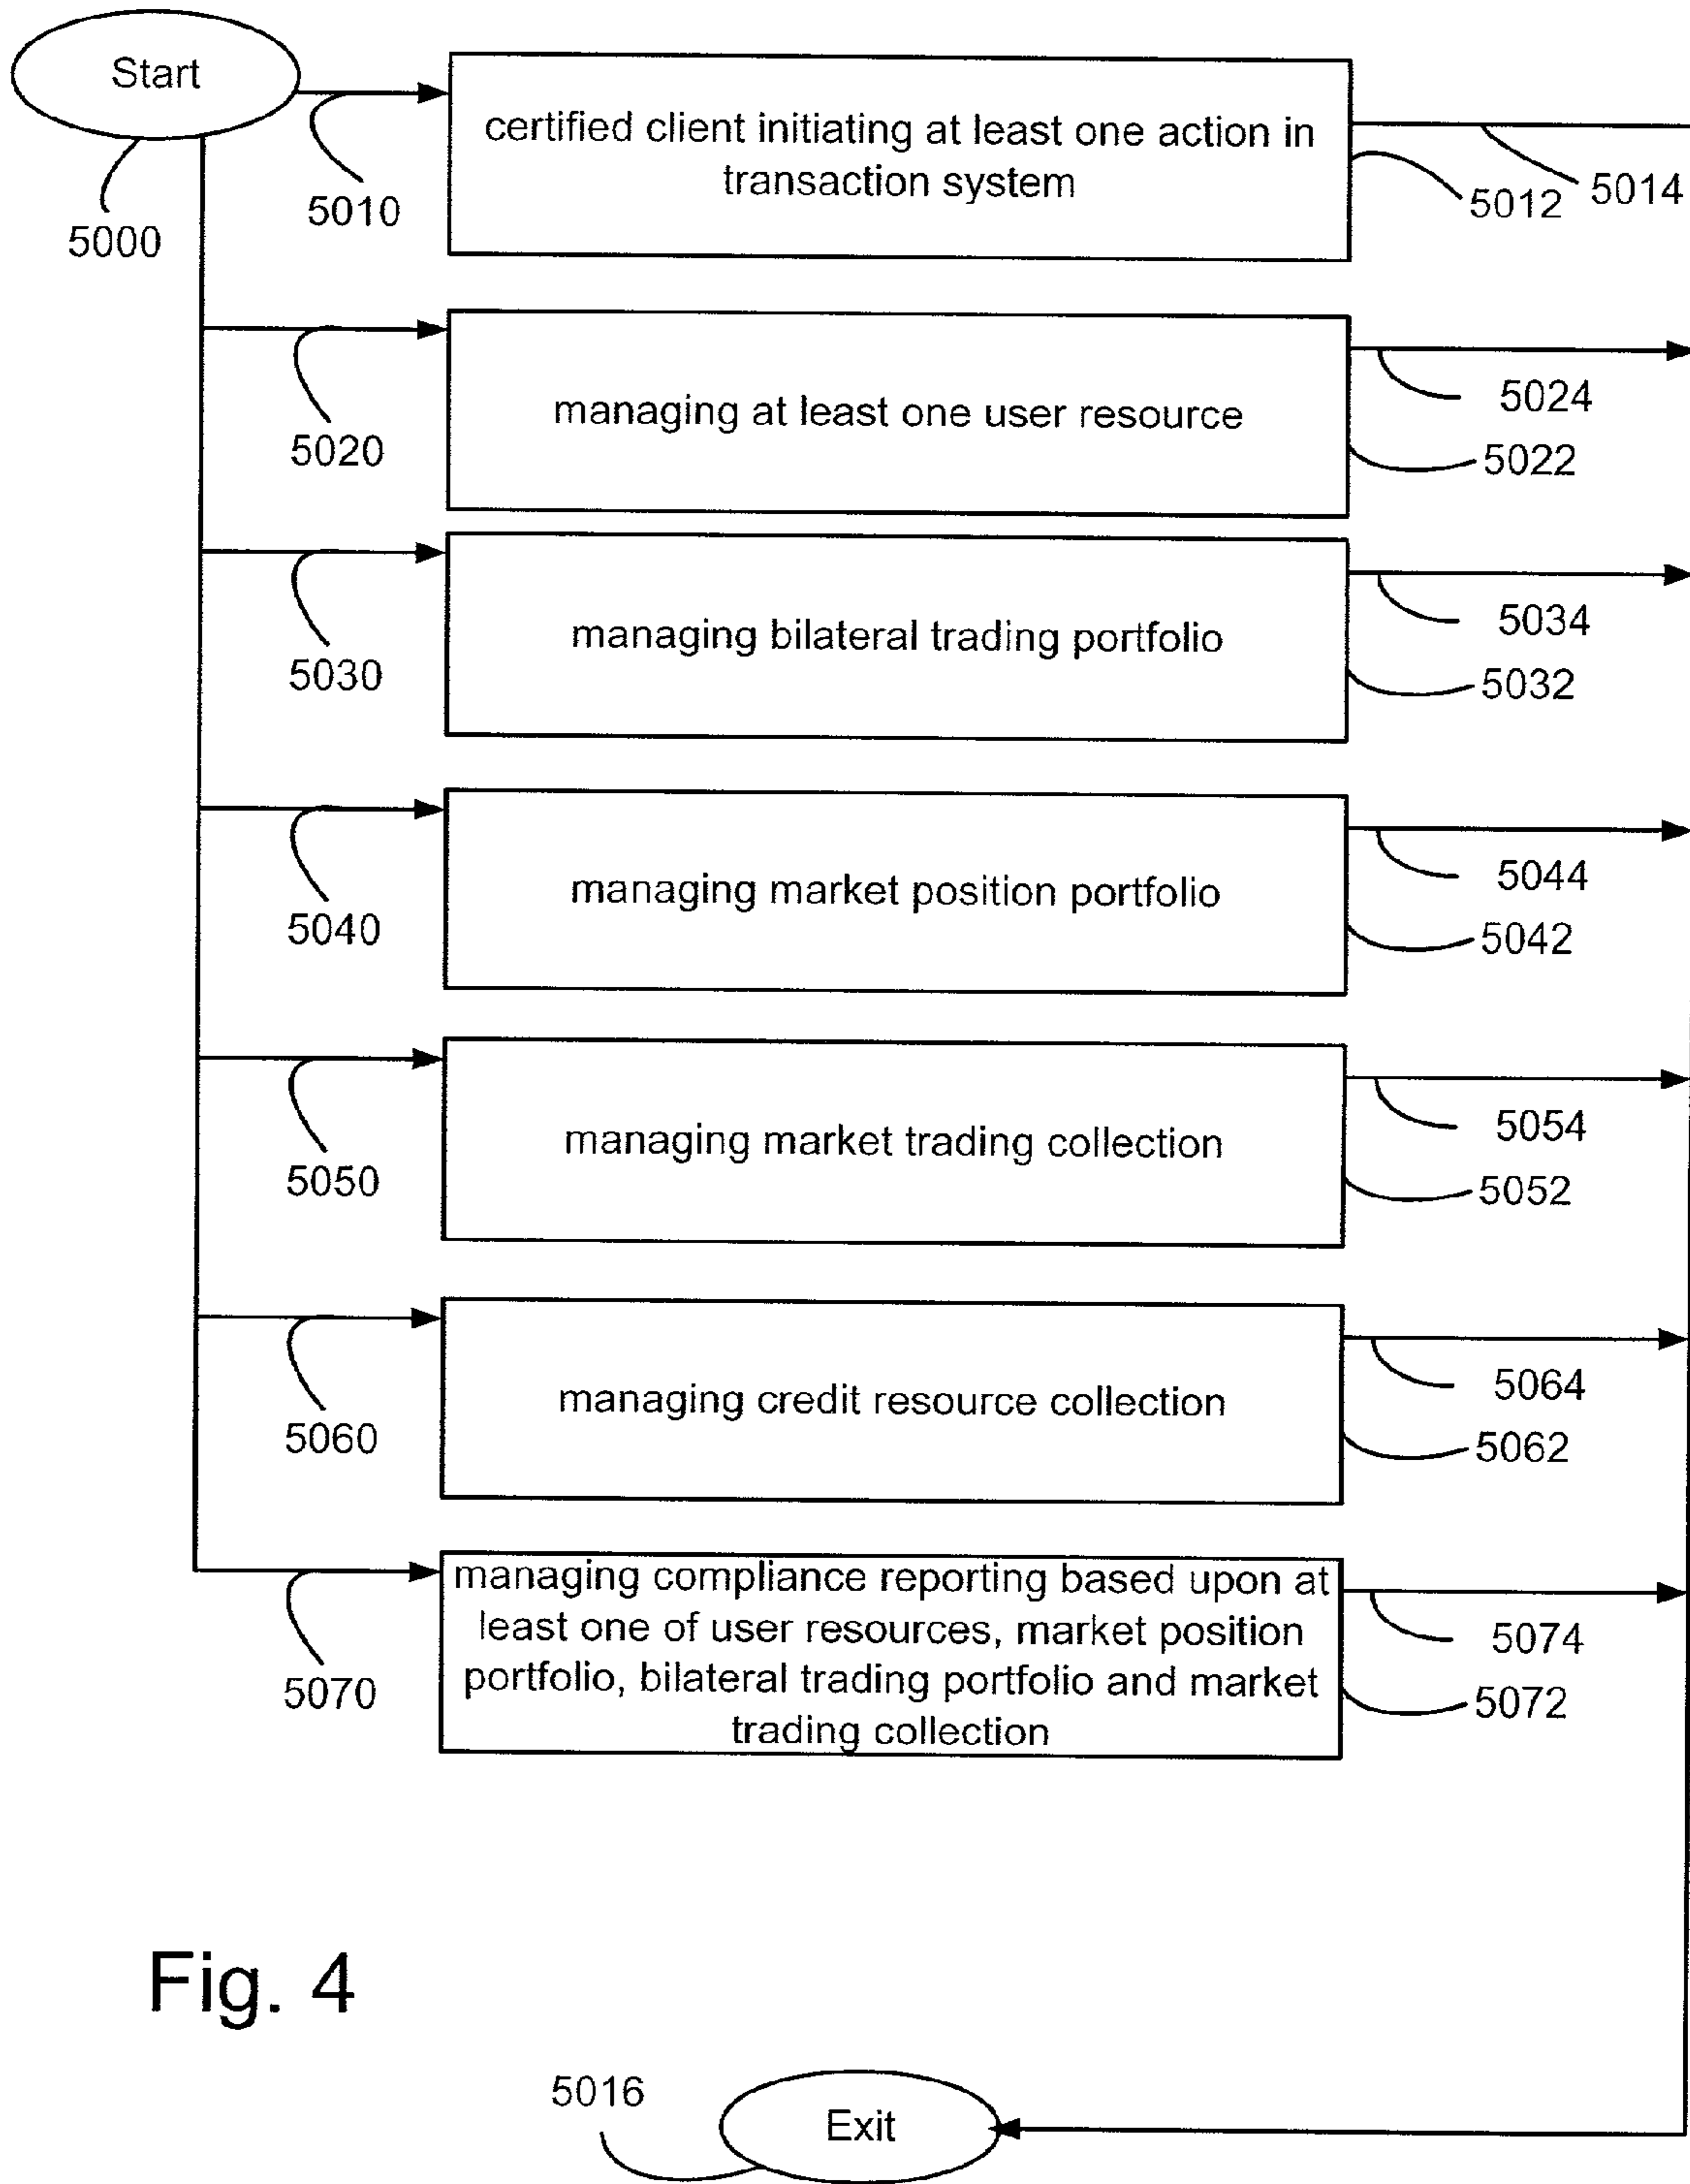 Start
certified client initiating at least one action in
transaction system
5000
5010
5012
5014
managing at least one user resource
5020
5024
5022
managing bilateral trading portfolio
5030
5034
5032
managing market position portfolio
5040
5044
5042
managing market trading collection
5050
5054
5052
managing credit resource collection
5060
5064
5062
managing compliance reporting based upon at
least one of user resources, market position
portfolio, bilateral trading portfolio and market
trading collection
5070
5074
5072
Fig. 4
5016
Exit